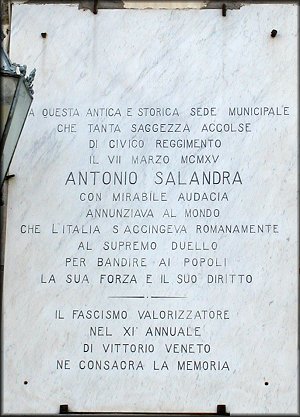 DA QUESTA ANTICA E STORICA SEDE MUNICIPALE
CHE TANTA SAGGEZZA ACCOLSE
DI CIVICO REGGIMENTO
IL VII MARZO MCMXV
ANTONIO SALANDRA
CON MIRABILE AUDACIA
ANNUNZIAVA AL MONDO
CHE L'ITALIA S'ACCINGEVA ROMANAMENTE
AL SUPREMO DUELLO
PER BANDIRE AI POPOLI
LA SUA FORZA E IL SUO DIRITTO
IL FASCISMO VALORIZZATORE
NEL XI° ANNUALE
DI VITTORIO VENETO
NE CONSACRA LA MEMORIA